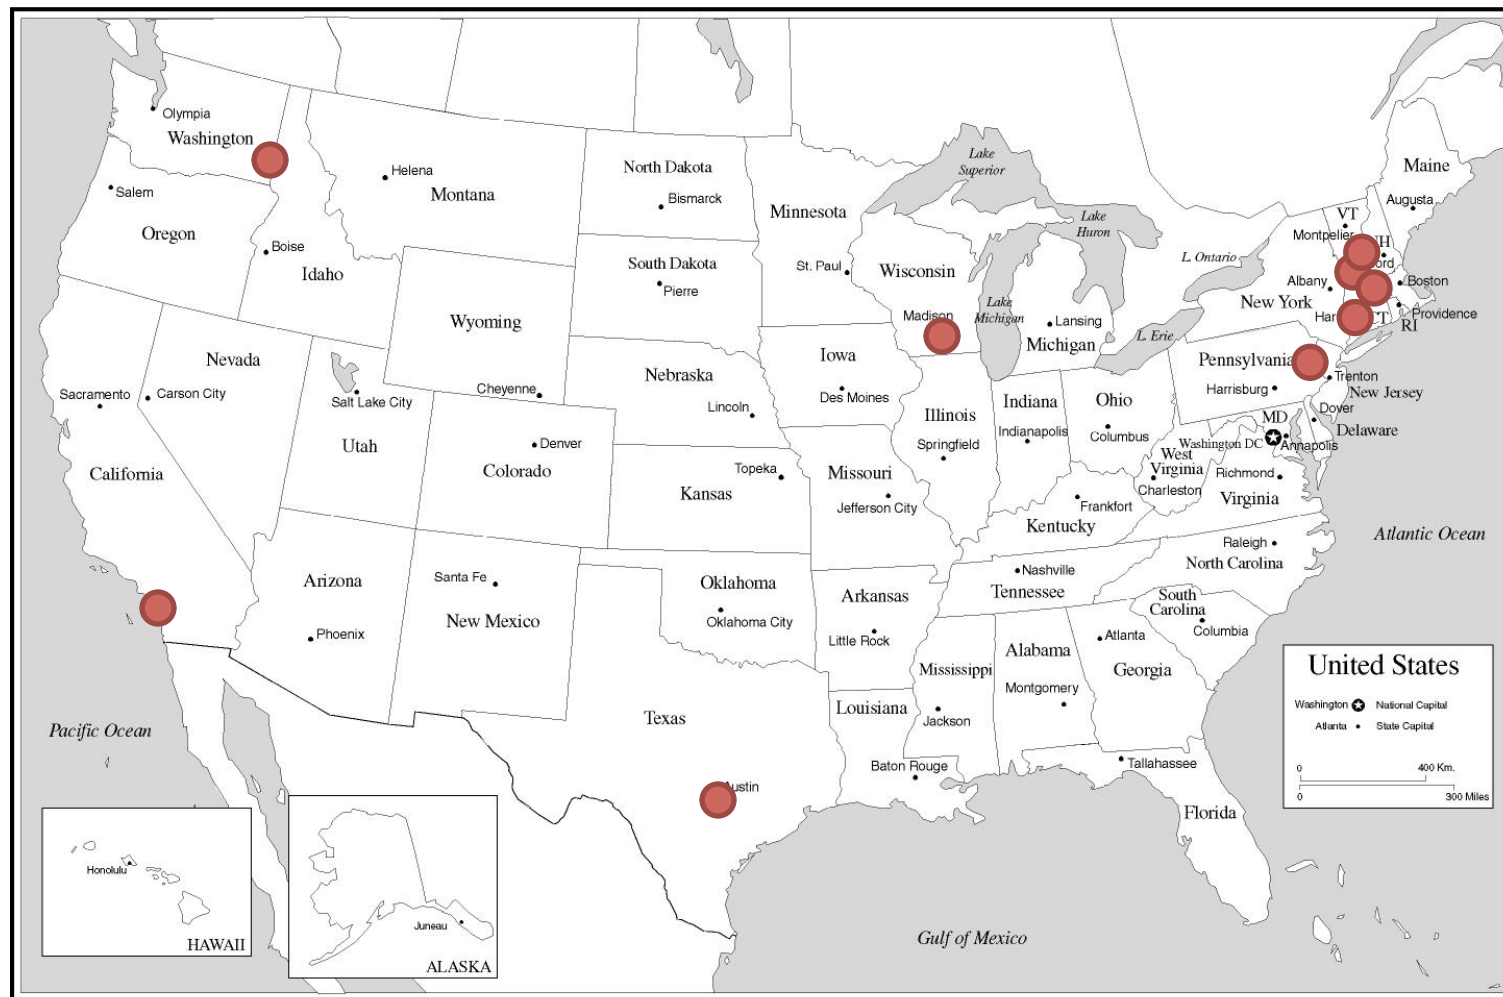 Olympia
Washington
Salem
Oregon
Boise
Idaho
Helena
Montana
North Dakota
Bismarck
South Dakota
Pierre
Minnesota
St. Paul
Wisconsin
Madison
Lake
Superior
Lake
Huron
Lake
Michigan
L. Ontario
L. Erie
Lansing
Michigan
Maine
Augusta
VT
Montpelier
Albany
New York
Boston
Providence
RI
Pennsylvania
Harrisburg
Trenton
New Jersey
Dover
Delaware
MD
Washington DC
Annapolis
West
Virginia
Charleston
Richmond
Virginia
Wyoming
Cheyenne
Nevada
Carson City
Sacramento
California
Salt Lake City
Utah
Denver
Colorado
Nebraska
Lincoln
Iowa
Des Moines
Illinois
Springfield
Indiana
Indianapolis
Ohio
Columbus
Topeka
Kansas
Missouri
Jefferson City
Frankfort
Kentucky
Raleigh
North Carolina
Nashville
Tennessee
South
Carolina
Columbia
Arizona
Phoenix
Santa Fe
New Mexico
Oklahoma
Oklahoma City
Arkansas
Little Rock
Mississippi
Jackson
Alabama
Montgomery
Atlanta
Georgia
Texas
Louisiana
Baton Rouge
Tallahassee
Florida
Atlantic Ocean
Pacific Ocean
Gulf of Mexico
Honolulu
HAWAII
Juneau
ALASKA
United States
Washington National Capital
Atlanta State Capital
0 400 Km.
0 300 Miles